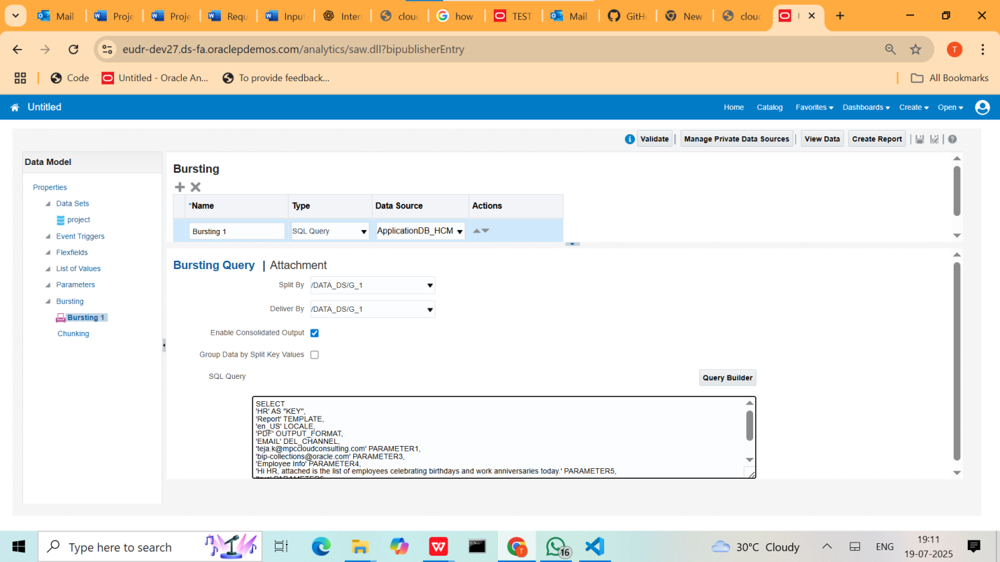 Mail
Proje
Proje
Requ
Input
Inter
clouc
how
TEST
Mail
GitHu
New
clouc
eudr-dev27.ds-fa.oraclepdemos.com/analytics/saw.dll?bipublisherEntry
T
Code
Untitled - Oracle An...
To provide feedback...
All Bookmarks
Untitled
Home
Catalog
Favorites
Dashboards
Create
Open
Validate
Manage Private Data Sources
View Data
Create Report
Data Model
Properties
Data Sets
project
Event Triggers
Flexfields
List of Values
Parameters
Bursting
Bursting 1
Chunking
Bursting
*Name Type Data Source Actions
Bursting 1 SQL Query ApplicationDB_HCM
Bursting Query | Attachment
Split By /DATA_DS/G_1
Deliver By /DATA_DS/G_1
Enable Consolidated Output
Group Data by Split Key Values
SQL Query
Query Builder
SELECT
'HR' AS "KEY",
'Report' TEMPLATE,
'en_US' LOCALE,
'PDF' OUTPUT_FORMAT,
'EMAIL' DEL_CHANNEL,
'teja.k@mpccloudconsulting.com' PARAMETER1,
'bip-collections@oracle.com' PARAMETER3,
'Employee Info' PARAMETER4,
'Hi HR, attached is the list of employees celebrating birthdays and work anniversaries today.' PARAMETER5,
Type here to search
16
30°C Cloudy
ENG
19:11
19-07-2025